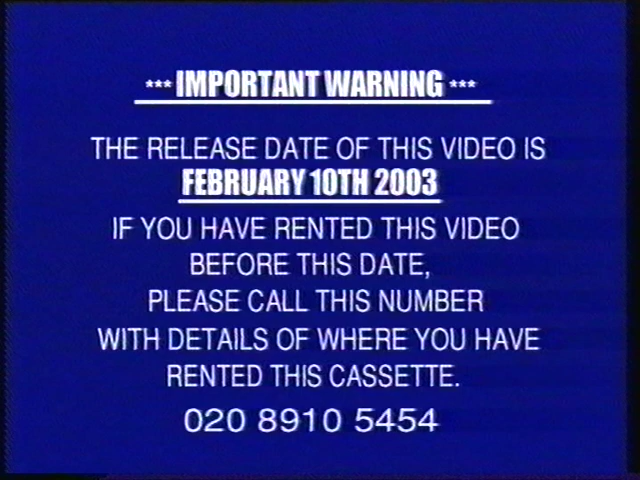 *** IMPORTANT WARNING ***
THE RELEASE DATE OF THIS VIDEO IS
FEBRUARY 10TH 2003
IF YOU HAVE RENTED THIS VIDEO
BEFORE THIS DATE,
PLEASE CALL THIS NUMBER
WITH DETAILS OF WHERE YOU HAVE
RENTED THIS CASSETTE.
020 8910 5454